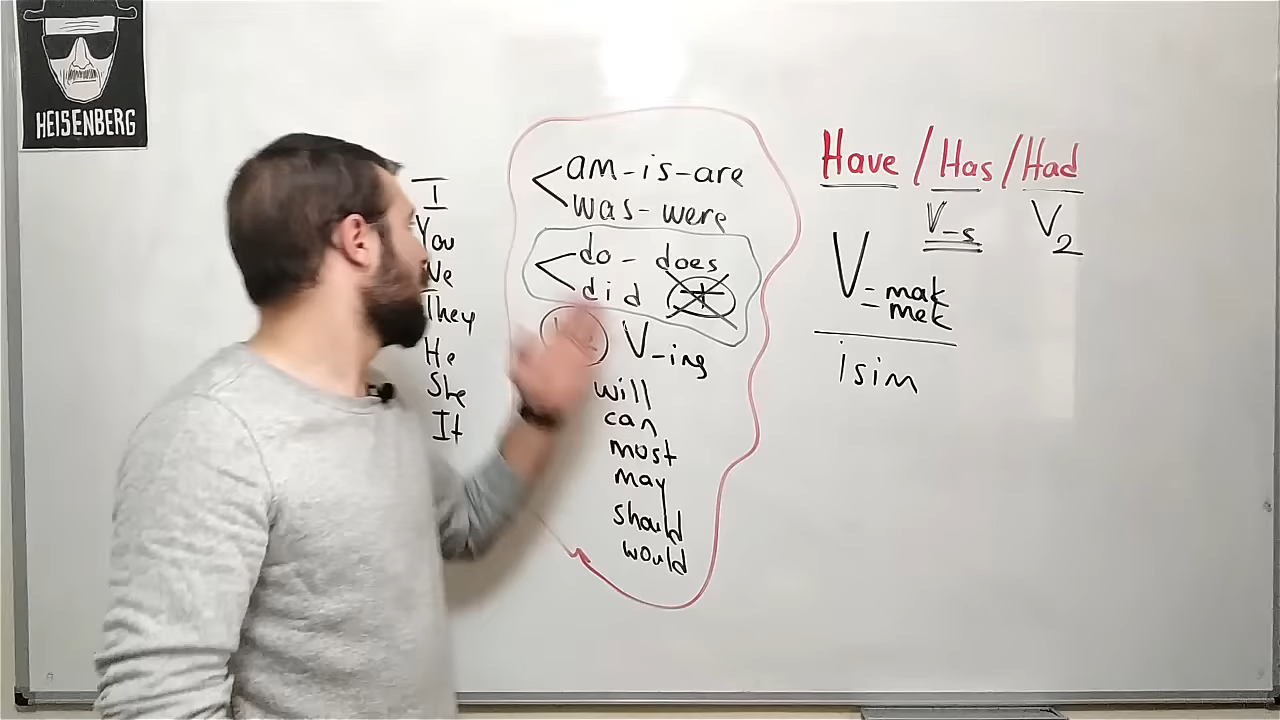 HEISENBERG
I
You
They
He
She
It
am-is-are
was-were
do - does
did +
V-ing
will
can
most
may
should
would
Have / Has / Had
V-s V2
V-mak
-mek
isim